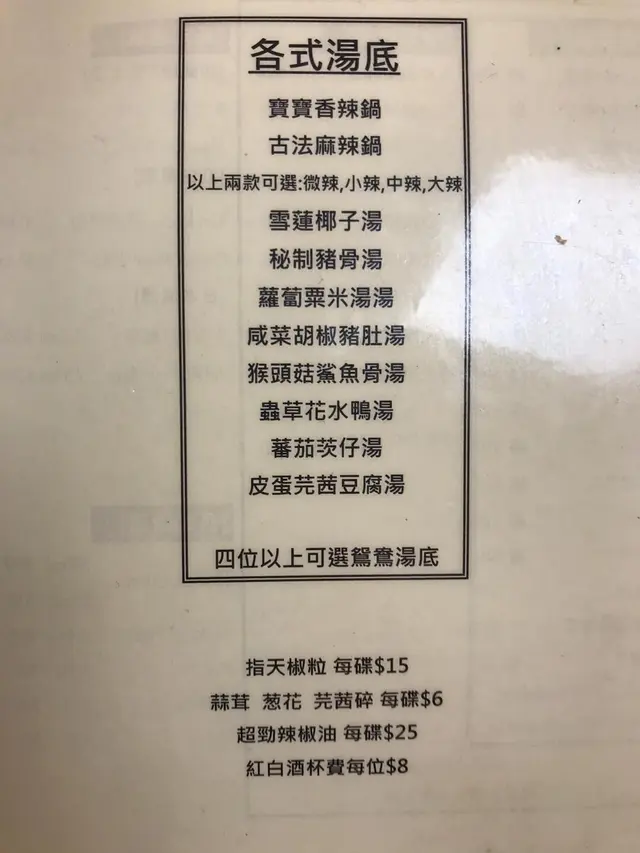 各式湯底
寶寶香辣鍋
古法麻辣鍋
以上兩款可選:微辣,小辣,中辣,大辣
雪蓮椰子湯
秘制豬骨湯
蘿蔔粟米湯湯
咸菜胡椒豬肚湯
猴頭菇鯊魚骨湯
蟲草花水鴨湯
蕃茄茨仔湯
皮蛋芫茜豆腐湯
四位以上可選鴛鴦湯底
指天椒粒 每碟$15
蒜茸 葱花 芫茜碎 每碟$6
超勁辣椒油 每碟$25
紅白酒杯費每位$8